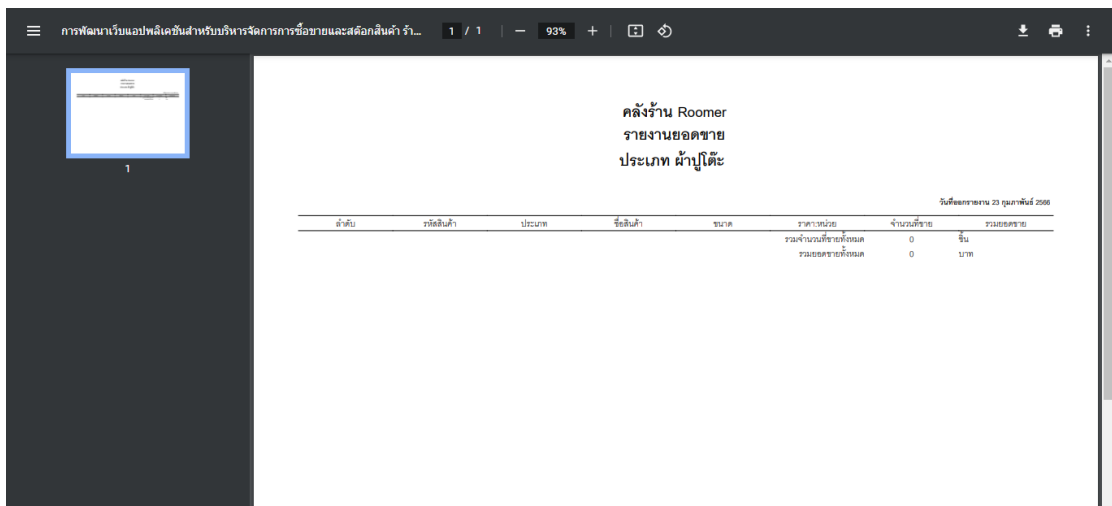 การพัฒนาเว็บแอปพลิเคชันสำหรับบริหารจัดการการซื้อขายและสต๊อกสินค้า ร้า... 1 / 1 93%
1
คลังร้าน Roomer
รายงานยอดขาย
ประเภท ผ้าปูโต๊ะ
วันที่ออกรายงาน 23 กุมภาพันธ์ 2566
ลำดับ รหัสสินค้า ประเภท ชื่อสินค้า ขนาด ราคา:หน่วย จำนวนที่ขาย รวมยอดขาย
รวมจำนวนที่ขายทั้งหมด 0 ชิ้น
รวมยอดขายทั้งหมด 0 บาท